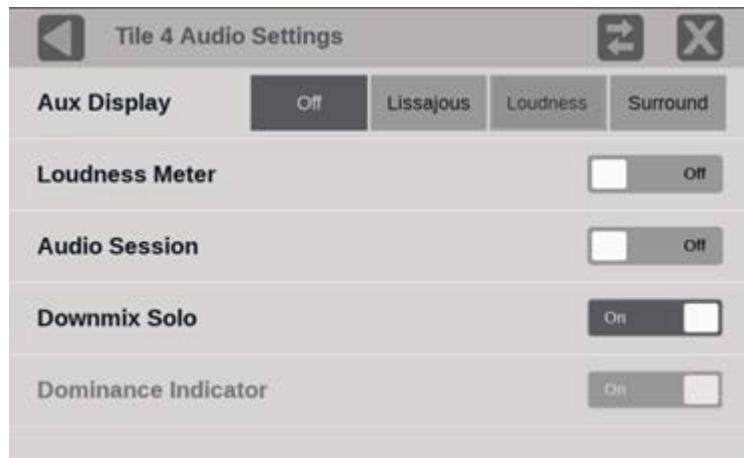 Tile 4 Audio Settings
Aux Display Off Lissajous Loudness Surround
Loudness Meter Off
Audio Session Off
Downmix Solo On
Dominance Indicator On